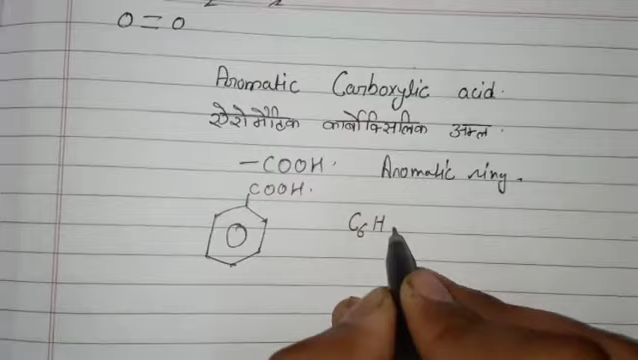 O = O
Aromatic Carboxylic acid.
ऐरोमैठिक कार्बोक्सिलिक अम्ल.
-COOH. Aromatic ring.
COOH.
C6H